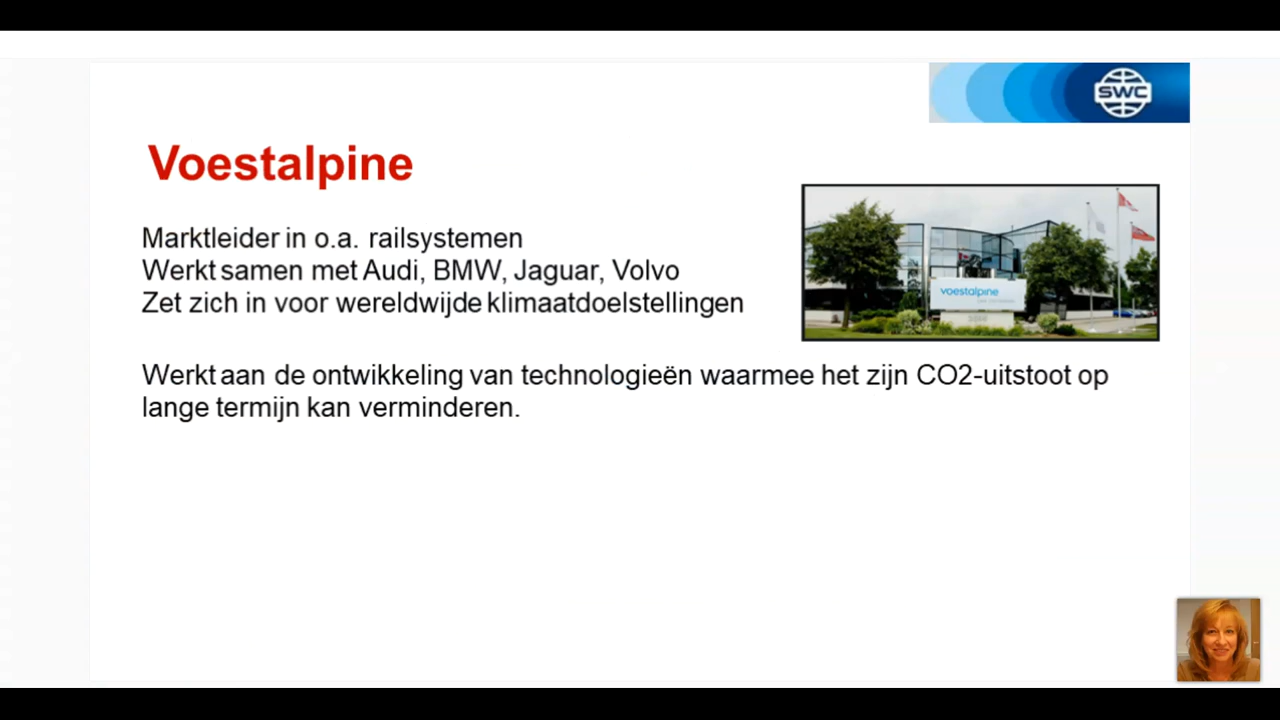 SWC
Voestalpine
Marktleider in o.a. railsystemen
Werkt samen met Audi, BMW, Jaguar, Volvo
Zet zich in voor wereldwijde klimaatdoelstellingen
voestalpine
Werkt aan de ontwikkeling van technologieën waarmee het zijn CO2-uitstoot op
lange termijn kan verminderen.